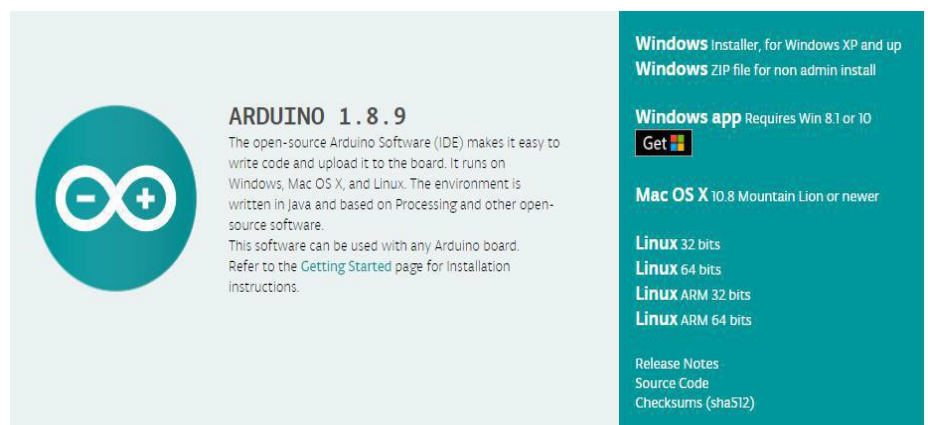 ARDUINO 1.8.9
The open-source Arduino Software (IDE) makes it easy to
write code and upload it to the board. It runs on
Windows, Mac OS X, and Linux. The environment is
written in Java and based on Processing and other open-
source software.
This software can be used with any Arduino board.
Refer to the Getting Started page for Installation
instructions.
Windows Installer, for Windows XP and up
Windows ZIP file for non admin install
Windows app Requires Win 8.1 or 10
Get
Mac OS X 10.8 Mountain Lion or newer
Linux 32 bits
Linux 64 bits
Linux ARM 32 bits
Linux ARM 64 bits
Release Notes
Source Code
Checksums (sha512)